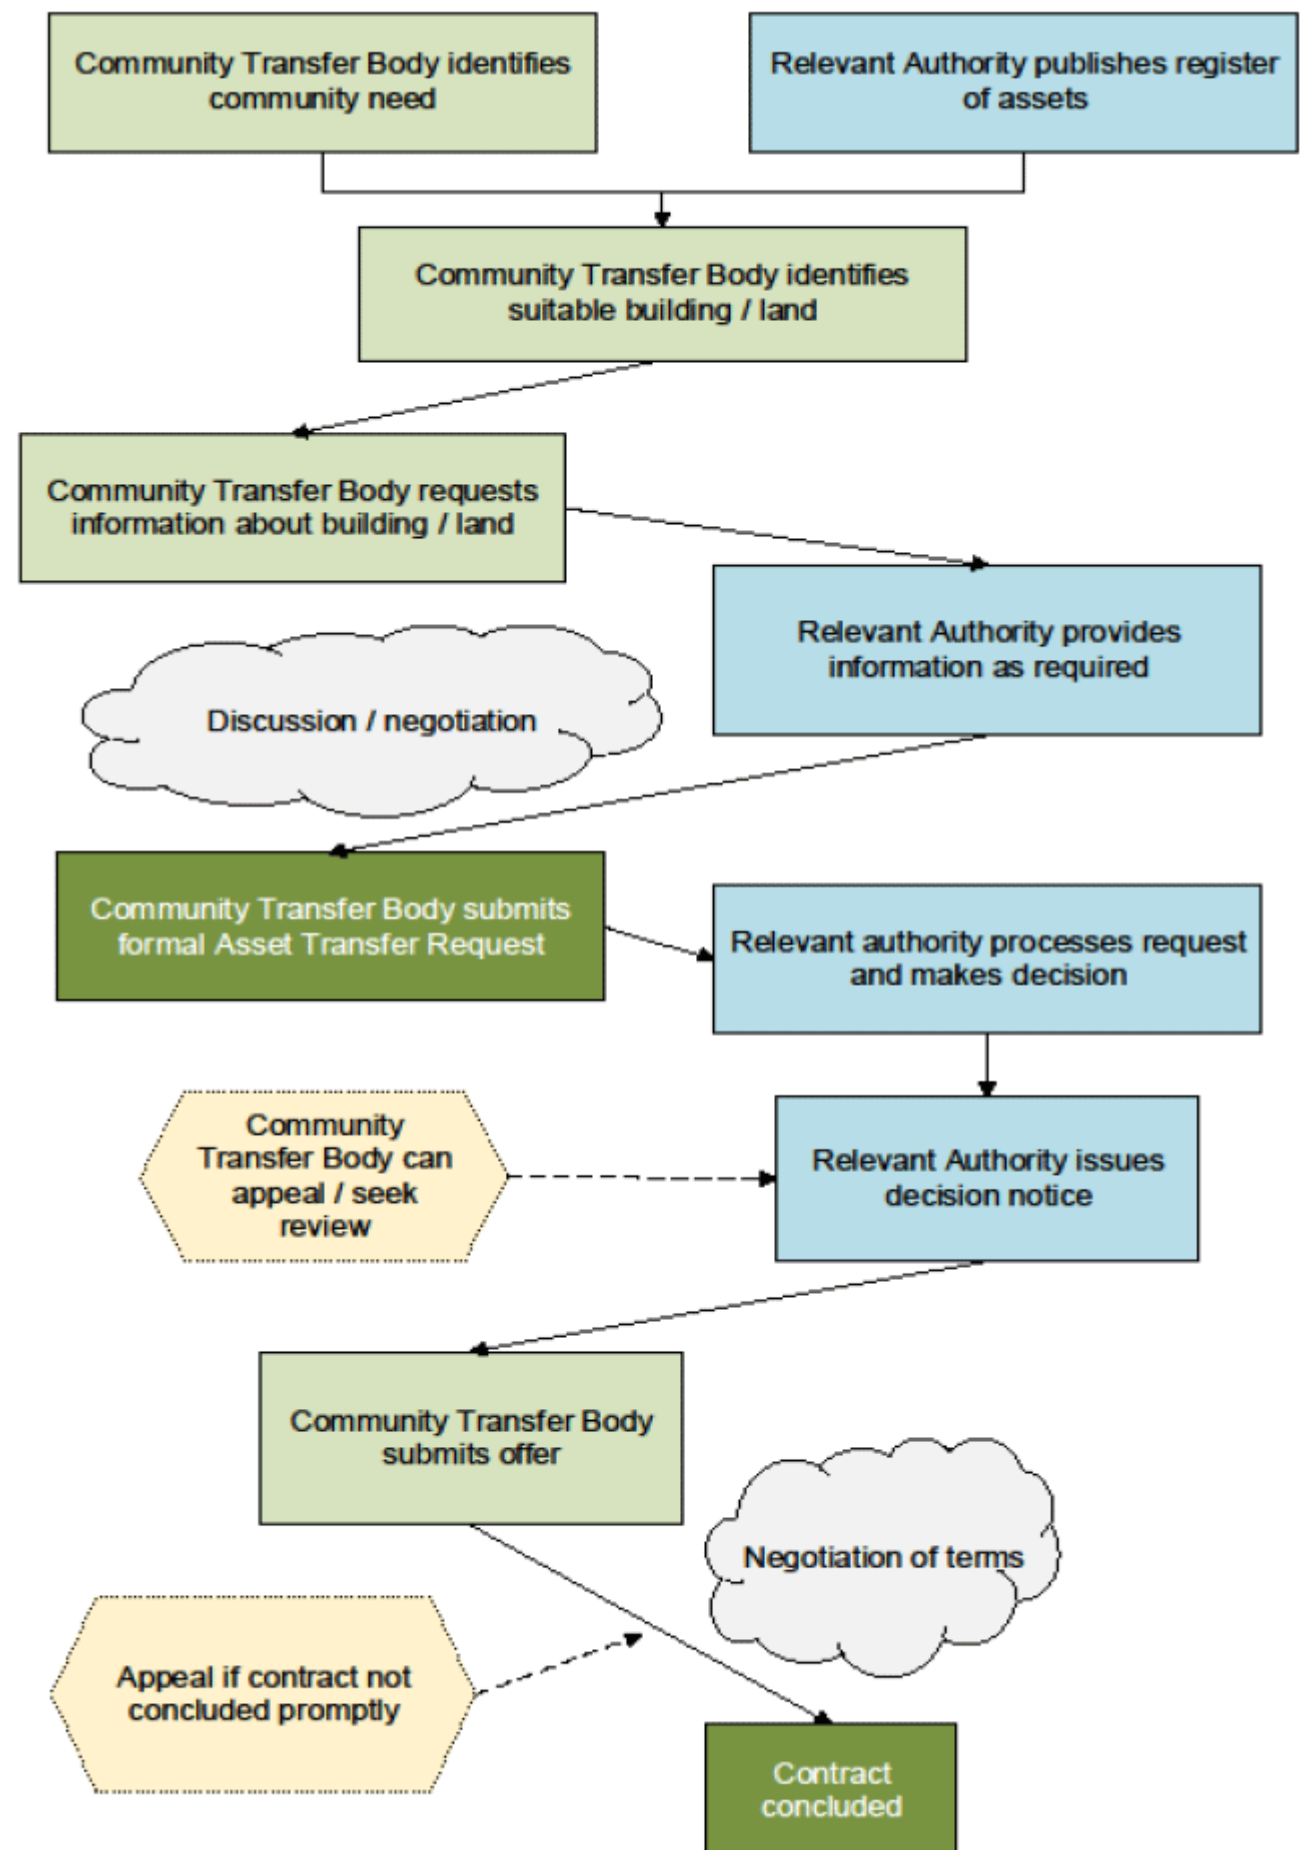 Community Transfer Body identifies
community need
Relevant Authority publishes register
of assets
Community Transfer Body identifies
suitable building / land
Community Transfer Body requests
information about building / land
Relevant Authority provides
information as required
Discussion / negotiation
Community Transfer Body submits
formal Asset Transfer Request
Relevant authority processes request
and makes decision
Community
Transfer Body can
appeal / seek
review
Relevant Authority issues
decision notice
Community Transfer Body
submits offer
Negotiation of terms
Appeal if contract not
concluded promptly
Contract
concluded